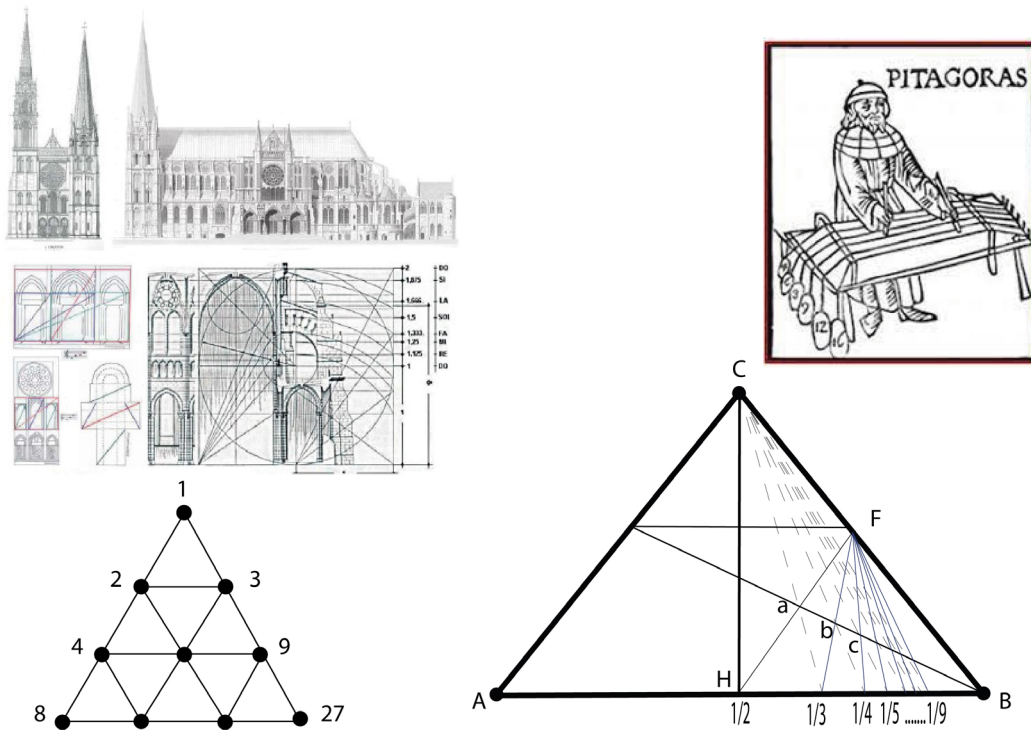 PITAGORAS
12
16
2 DO
1,875 SI
1,666 LA
1,5 SOL
1,333. FA
1,25 MI
1,125 RE
1 DO
C
F
a
b
c
A
H
B
1/2
1/3
1/4
1/5
.......1/9
1
2
3
4
9
8
27